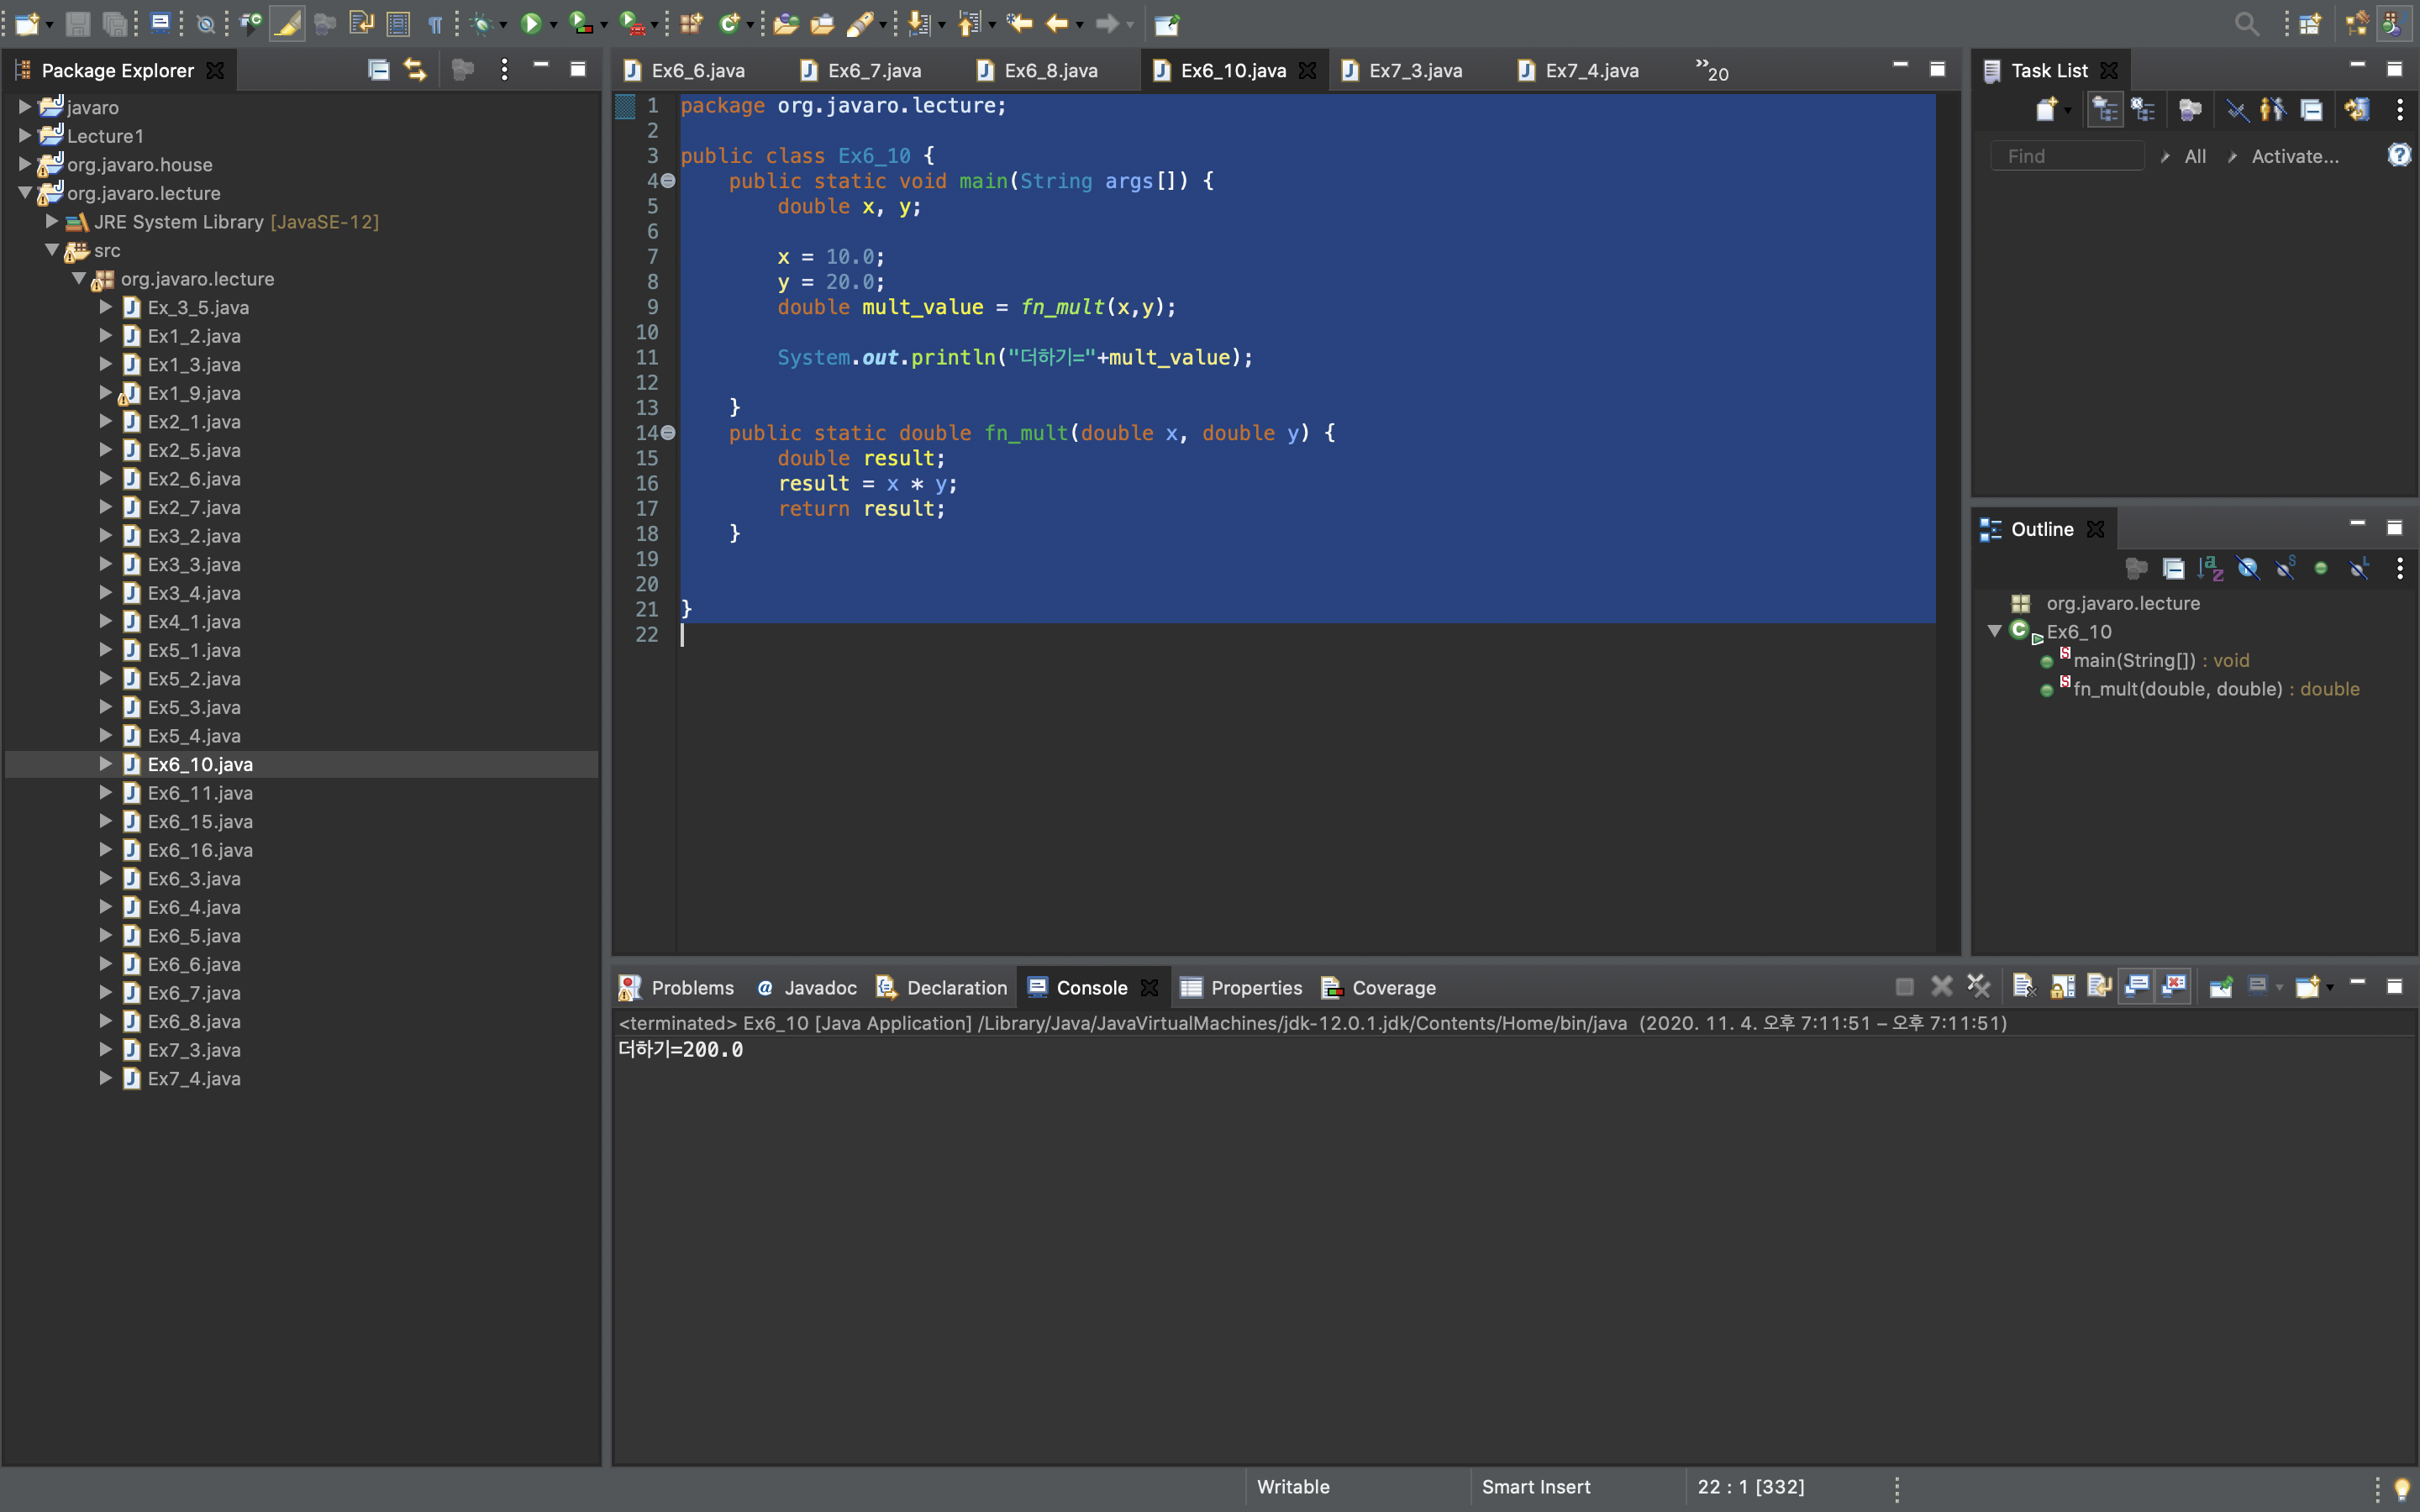 Package Explorer
javaro
Lecture1
org.javaro.house
org.javaro.lecture
JRE System Library [JavaSE-12]
src
org.javaro.lecture
Ex_3_5.java
Ex1_2.java
Ex1_3.java
Ex1_9.java
Ex2_1.java
Ex2_5.java
Ex2_6.java
Ex2_7.java
Ex3_2.java
Ex3_3.java
Ex3_4.java
Ex4_1.java
Ex5_1.java
Ex5_2.java
Ex5_3.java
Ex5_4.java
Ex6_10.java
Ex6_11.java
Ex6_15.java
Ex6_16.java
Ex6_3.java
Ex6_4.java
Ex6_5.java
Ex6_6.java
Ex6_7.java
Ex6_8.java
Ex7_3.java
Ex7_4.java
Ex6_6.java Ex6_7.java Ex6_8.java Ex6_10.java Ex7_3.java Ex7_4.java »20
1 package org.javaro.lecture;
2
3 public class Ex6_10 {
4 public static void main(String args[]) {
5 double x, y;
6
7 x = 10.0;
8 y = 20.0;
9 double mult_value = fn_mult(x,y);
10
11 System.out.println("더하기="+mult_value);
12
13 }
14 public static double fn_mult(double x, double y) {
15 double result;
16 result = x * y;
17 return result;
18 }
19
20
21 }
22
Task List
Find All Activate...
Outline
org.javaro.lecture
Ex6_10
main(String[]) : void
fn_mult(double, double) : double
Problems Javadoc Declaration Console Properties Coverage
<terminated> Ex6_10 [Java Application] /Library/Java/JavaVirtualMachines/jdk-12.0.1.jdk/Contents/Home/bin/java (2020. 11. 4. 오후 7:11:51 – 오후 7:11:51)
더하기=200.0
Writable Smart Insert 22 : 1 [332]